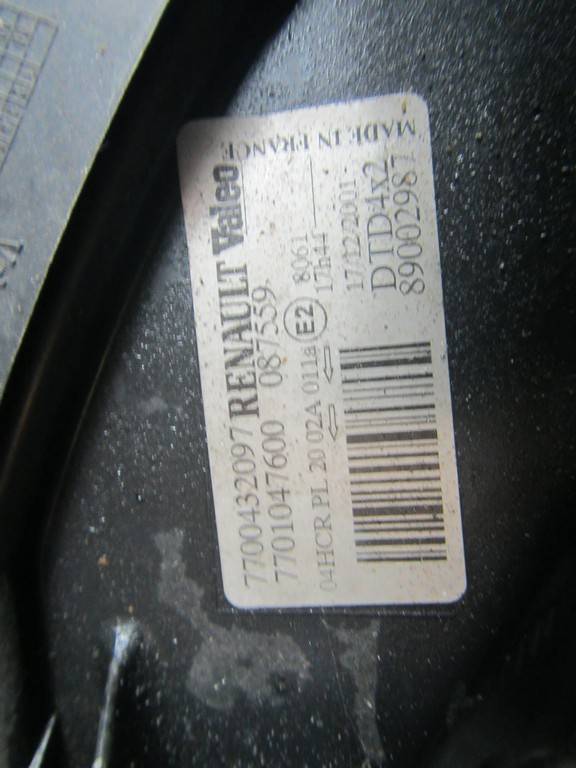 7700432097 RENAULT Valeo
7701047600 087559
04HCR PL 20 02A 011a E2 8061
17h44
MADE IN FRANCE
17/12/2001
DTD4x2
89002987